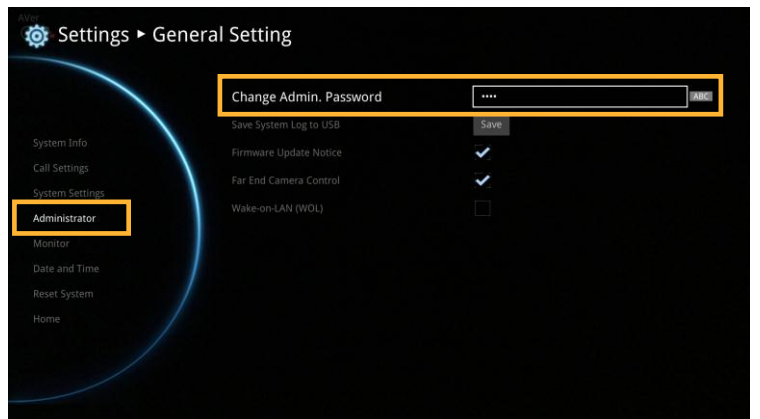 AVer
Settings ▸ General Setting
Change Admin. Password •••• ABC
Save System Log to USB Save
Firmware Update Notice
Far End Camera Control
Wake-on-LAN (WOL)
System Info
Call Settings
System Settings
Administrator
Monitor
Date and Time
Reset System
Home